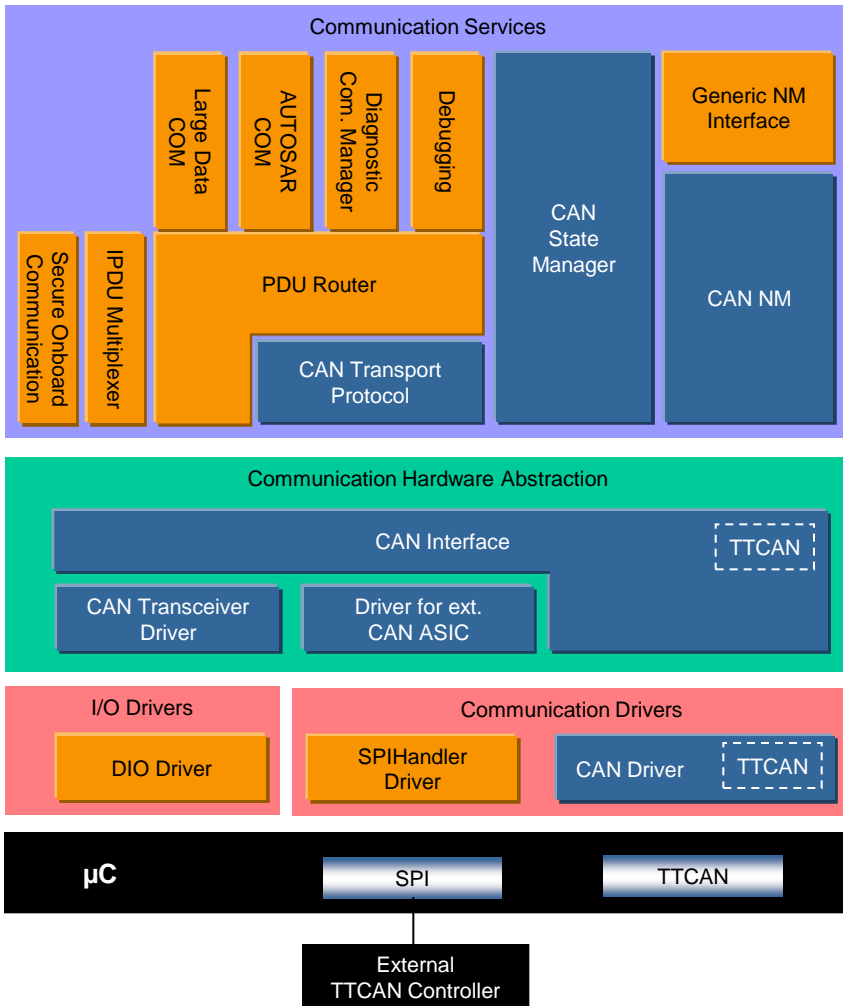 Communication Services
Large Data
COM
AUTOSAR
COM
Diagnostic
Com. Manager
Debugging
CAN
State
Manager
Generic NM
Interface
Secure Onboard
Communication
IPDU Multiplexer
PDU Router
CAN Transport
Protocol
CAN NM
Communication Hardware Abstraction
CAN Interface
TTCAN
CAN Transceiver
Driver
Driver for ext.
CAN ASIC
I/O Drivers
Communication Drivers
DIO Driver
SPIHandler
Driver
CAN Driver
TTCAN
µC
SPI
TTCAN
External
TTCAN Controller